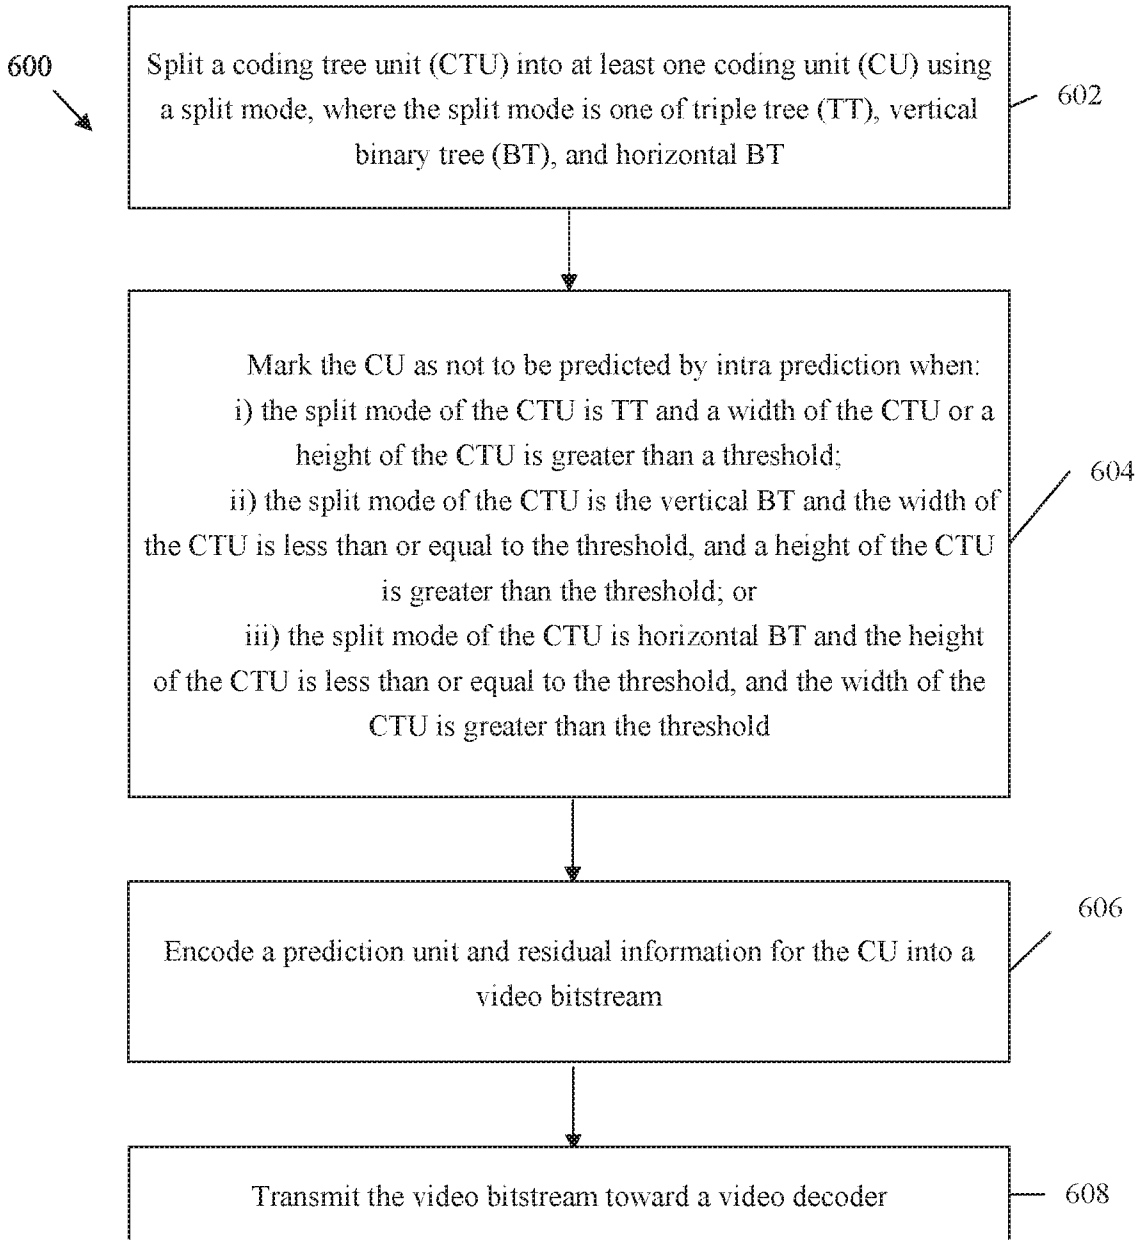 600
Split a coding tree unit (CTU) into at least one coding unit (CU) using
a split mode, where the split mode is one of triple tree (TT), vertical
binary tree (BT), and horizontal BT
602
Mark the CU as not to be predicted by intra prediction when:
i) the split mode of the CTU is TT and a width of the CTU or a
height of the CTU is greater than a threshold;
ii) the split mode of the CTU is the vertical BT and the width of
the CTU is less than or equal to the threshold, and a height of the CTU
is greater than the threshold; or
iii) the split mode of the CTU is horizontal BT and the height
of the CTU is less than or equal to the threshold, and the width of the
CTU is greater than the threshold
604
Encode a prediction unit and residual information for the CU into a
video bitstream
606
Transmit the video bitstream toward a video decoder
608